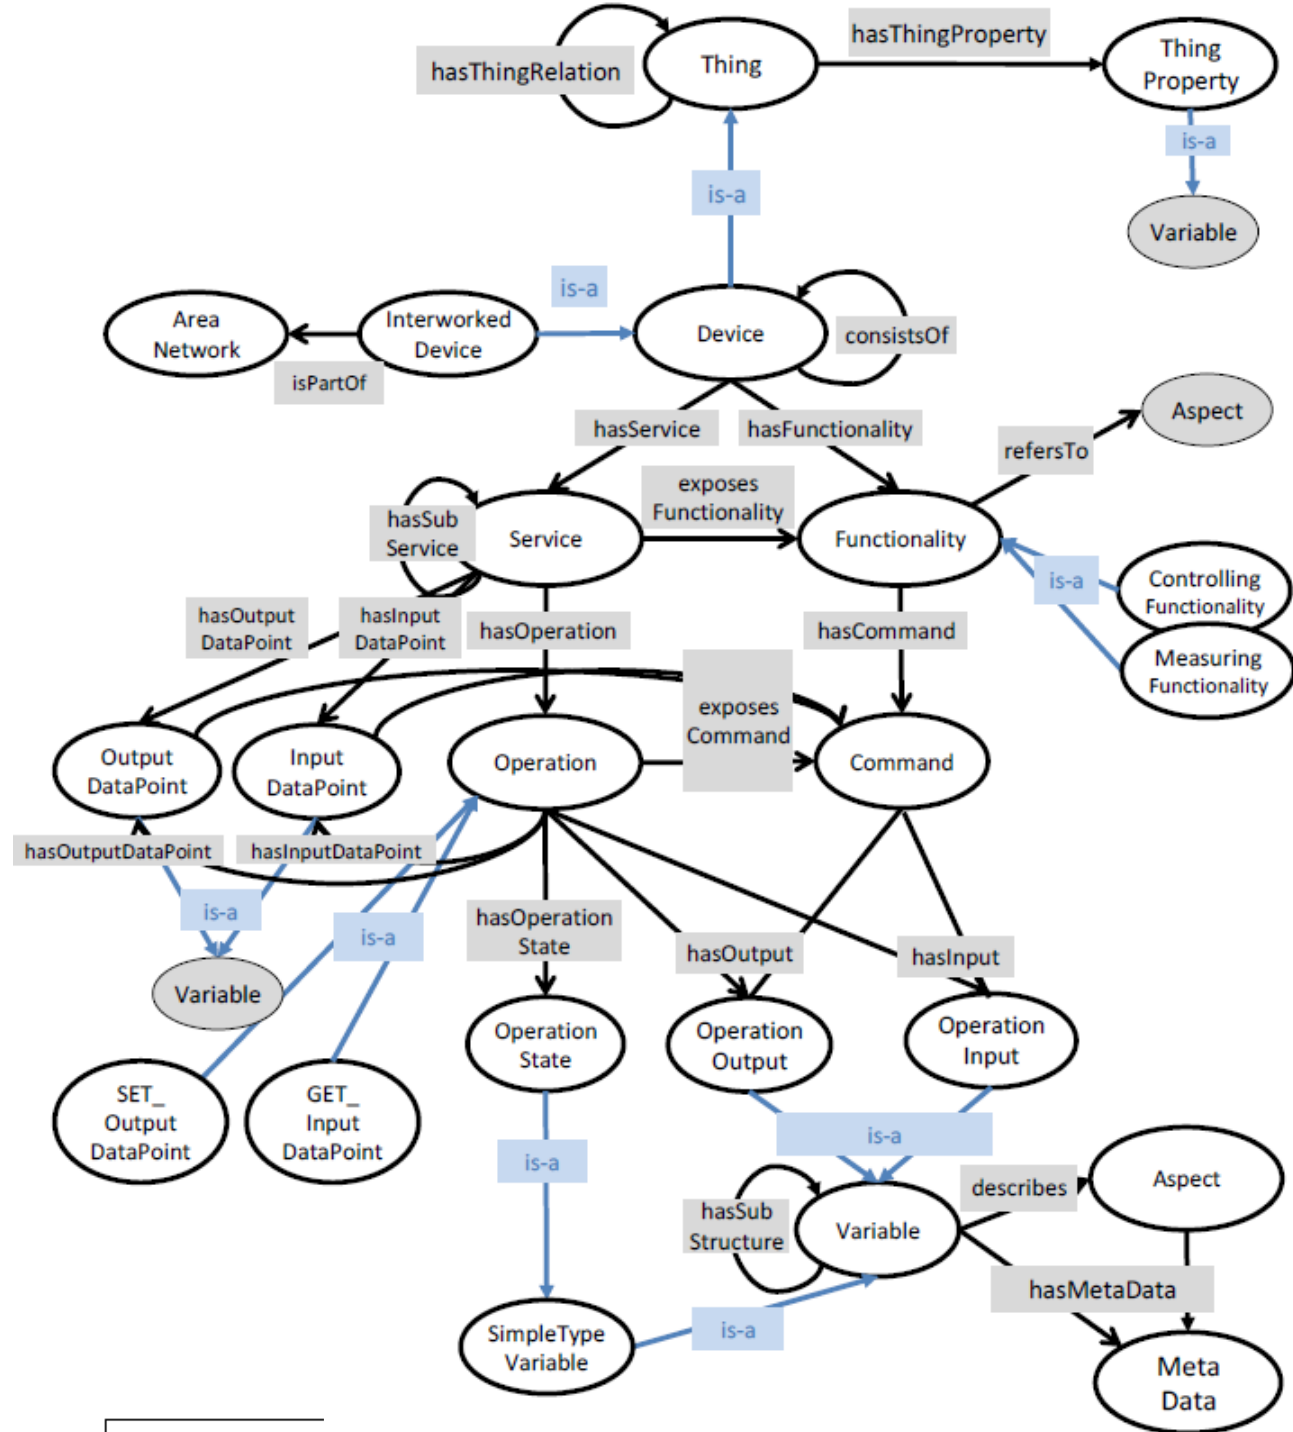 hasThingRelation
Thing
hasThingProperty
Thing
Property
is-a
is-a
Variable
Area
Network
Interworked
Device
is-a
Device
consistsOf
isPartOf
Aspect
hasService
hasFunctionality
refersTo
hasSub
Service
Service
exposes
Functionality
Functionality
is-a
Controlling
Functionality
Measuring
Functionality
hasOutput
DataPoint
hasInput
DataPoint
hasOperation
hasCommand
exposes
Command
Output
DataPoint
Input
DataPoint
Operation
Command
hasOutputDataPoint
hasInputDataPoint
is-a
is-a
hasOperation
State
hasOutput
hasInput
Variable
Operation
State
Operation
Output
Operation
Input
SET_
Output
DataPoint
GET_
Input
DataPoint
is-a
is-a
hasSub
Structure
Variable
describes
Aspect
hasMetaData
SimpleType
Variable
is-a
Meta
Data